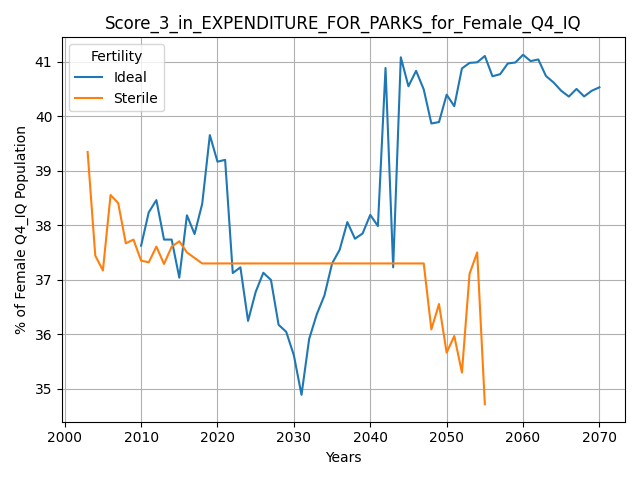 Score_3_in_EXPENDITURE_FOR_PARKS_for_Female_Q4_IQ
Fertility
Ideal
Sterile
% of Female Q4_IQ Population
41
40
39
38
37
36
35
2000
2010
2020
2030
2040
2050
2060
2070
Years